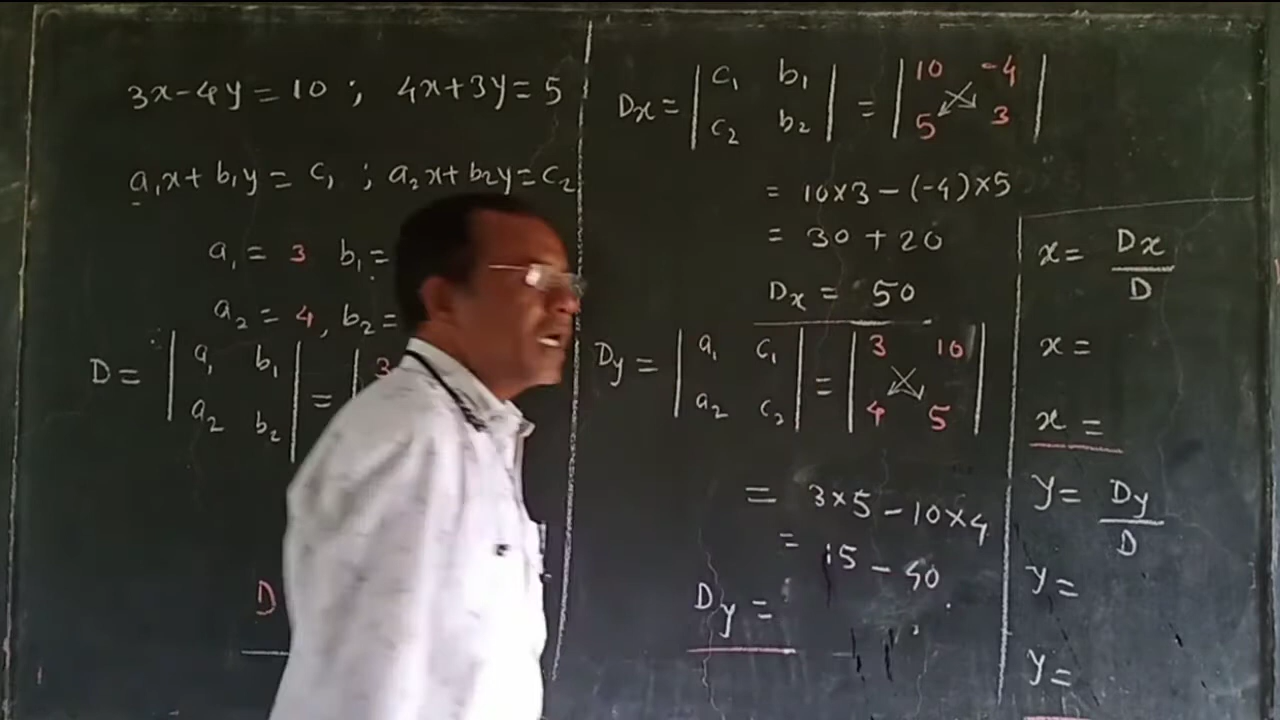 3x-4y = 10 ; 4x+3y = 5
a₁x + b₁y = c₁ ; a₂x + b₂y = c₂
a₁ = 3 b₁ =
a₂ = 4, b₂ =
D = | a₁ b₁ | = | 3
a₂ b₂
D
Dx = | c₁ b₁ | = | 10 -4 |
c₂ b₂ 5 3
= 10×3 - (-4)×5
= 30 + 20
Dx = 50
Dy = | a₁ c₁ | = | 3 10 |
a₂ c₂ 4 5
= 3×5 - 10×4
= 15 - 40
Dy =
x = Dx
D
x =
x =
y = Dy
D
y =
y =